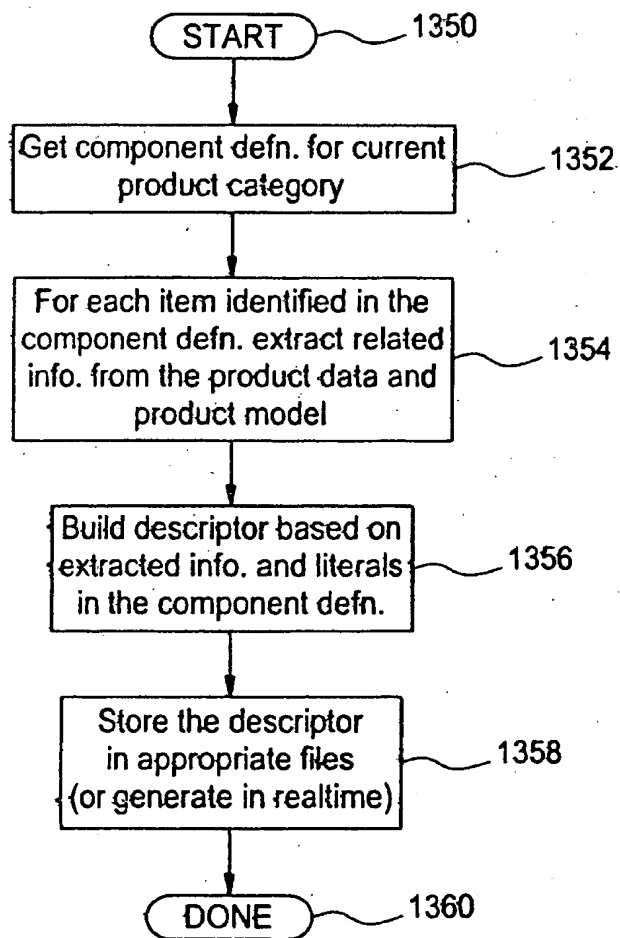 START
1350
Get component defn. for current
product category
1352
For each item identified in the
component defn. extract related
info. from the product data and
product model
1354
Build descriptor based on
extracted info. and literals
in the component defn.
1356
Store the descriptor
in appropriate files
(or generate in realtime)
1358
DONE
1360